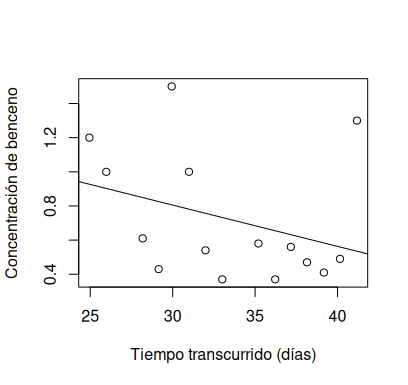 Concentración de benceno
1.2
0.8
0.4
25 30 35 40
Tiempo transcurrido (días)